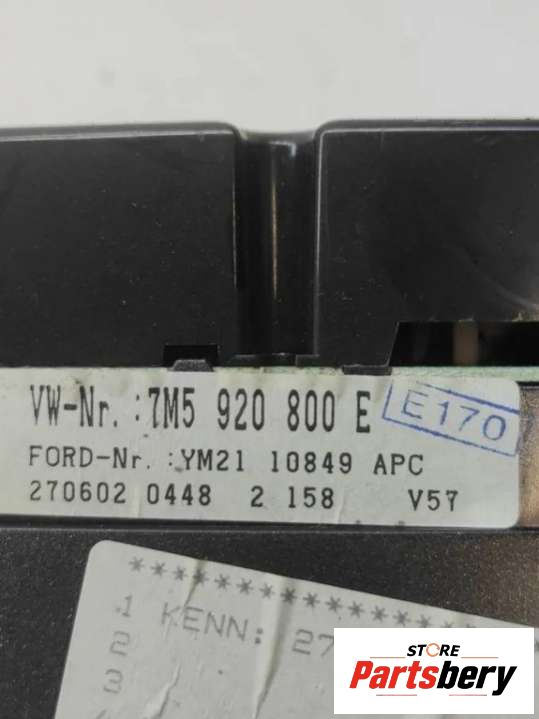 VW-Nr. :7M5 920 800 E
E170
FORD-Nr. :YM21 10849 APC
270602 0448 2 158 V57
********************
1 KENN: 27
2
3
STORE
Partsbery